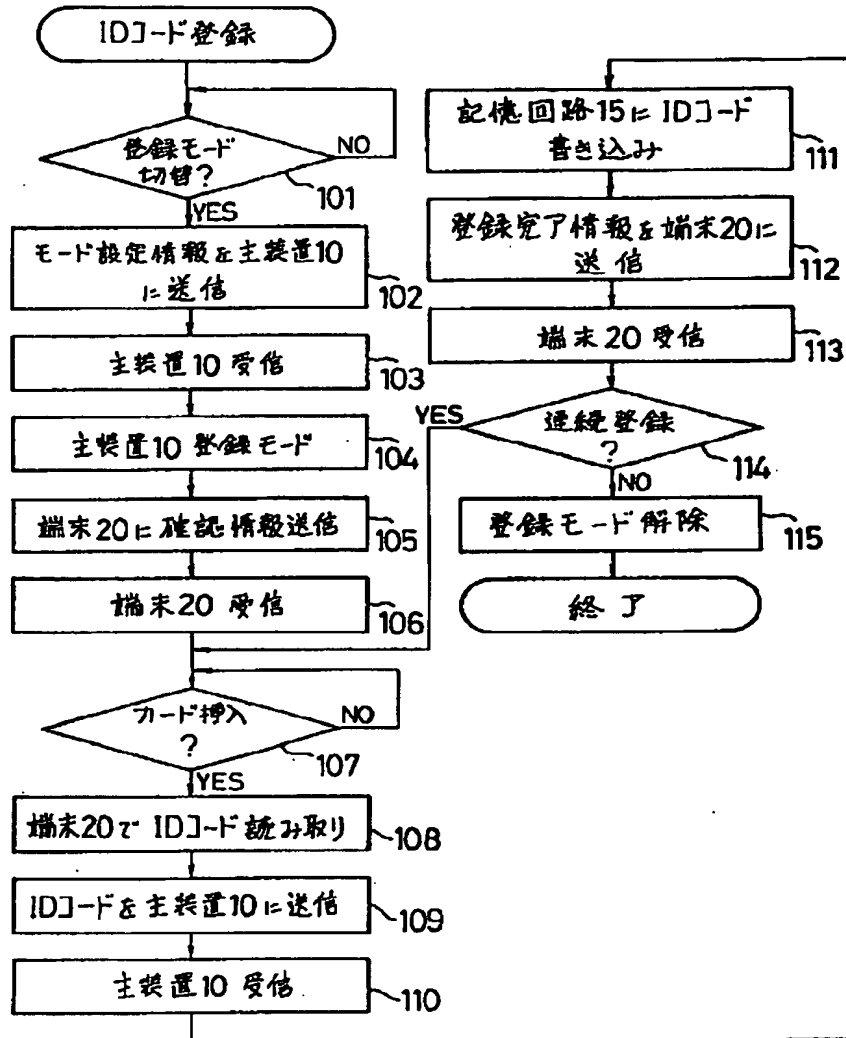 IDコード登録
登録モード
切替?
NO
101
YES
モード設定情報を主装置10
に送信
102
主装置10 受信
103
主装置10 登録モード
104
端末20に確認情報送信
105
端末20 受信
106
カード挿入
?
NO
107
YES
端末20で IDコード読み取り
108
IDコードを主装置10に送信
109
主装置10 受信
110
記憶回路15に IDコード
書き込み
111
登録完了情報を端末20に
送信
112
端末20 受信
113
YES
連続登録
?
114
NO
登録モード解除
115
終了